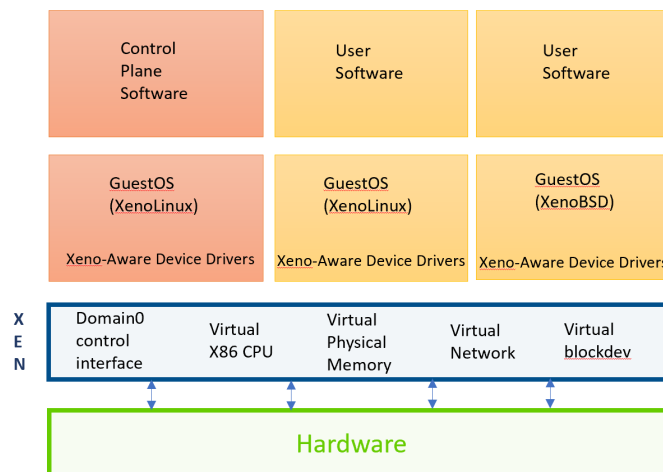 Control
Plane
Software
User
Software
User
Software
GuestOS
(XenoLinux)
Xeno-Aware Device Drivers
GuestOS
(XenoLinux)
Xeno-Aware Device Drivers
GuestOS
(XenoBSD)
Xeno-Aware Device Drivers
X
E
N
Domain0
control
interface
Virtual
X86 CPU
Virtual
Physical
Memory
Virtual
Network
Virtual
blockdev
Hardware